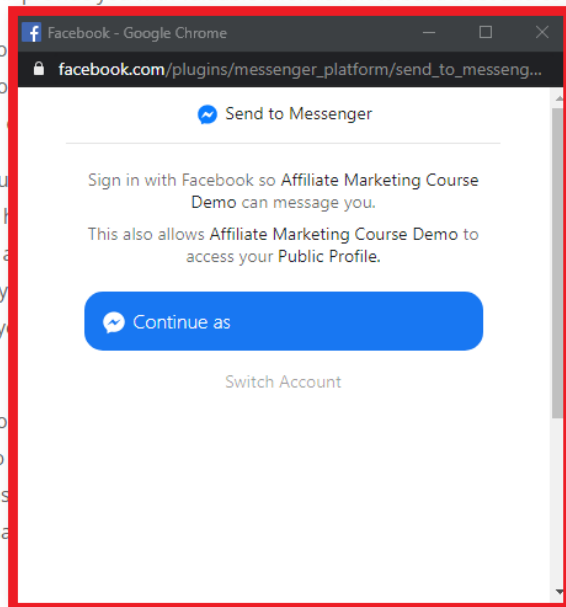 Facebook - Google Chrome
facebook.com/plugins/messenger_platform/send_to_messeng...
Send to Messenger
Sign in with Facebook so Affiliate Marketing Course
Demo can message you.
This also allows Affiliate Marketing Course Demo to
access your Public Profile.
Continue as
Switch Account